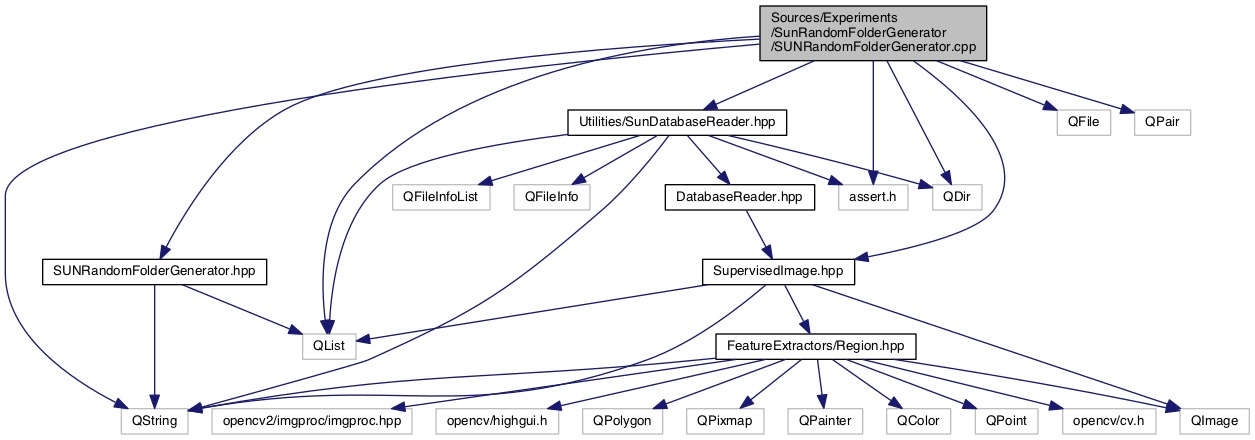 Sources/Experiments
/SunRandomFolderGenerator
/SUNRandomFolderGenerator.cpp
Utilities/SunDatabaseReader.hpp
QFile
QPair
QFileInfoList
QFileInfo
DatabaseReader.hpp
assert.h
QDir
SUNRandomFolderGenerator.hpp
SupervisedImage.hpp
QList
FeatureExtractors/Region.hpp
QString
opencv2/imgproc/imgproc.hpp
opencv/highgui.h
QPolygon
QPixmap
QPainter
QColor
QPoint
opencv/cv.h
QImage